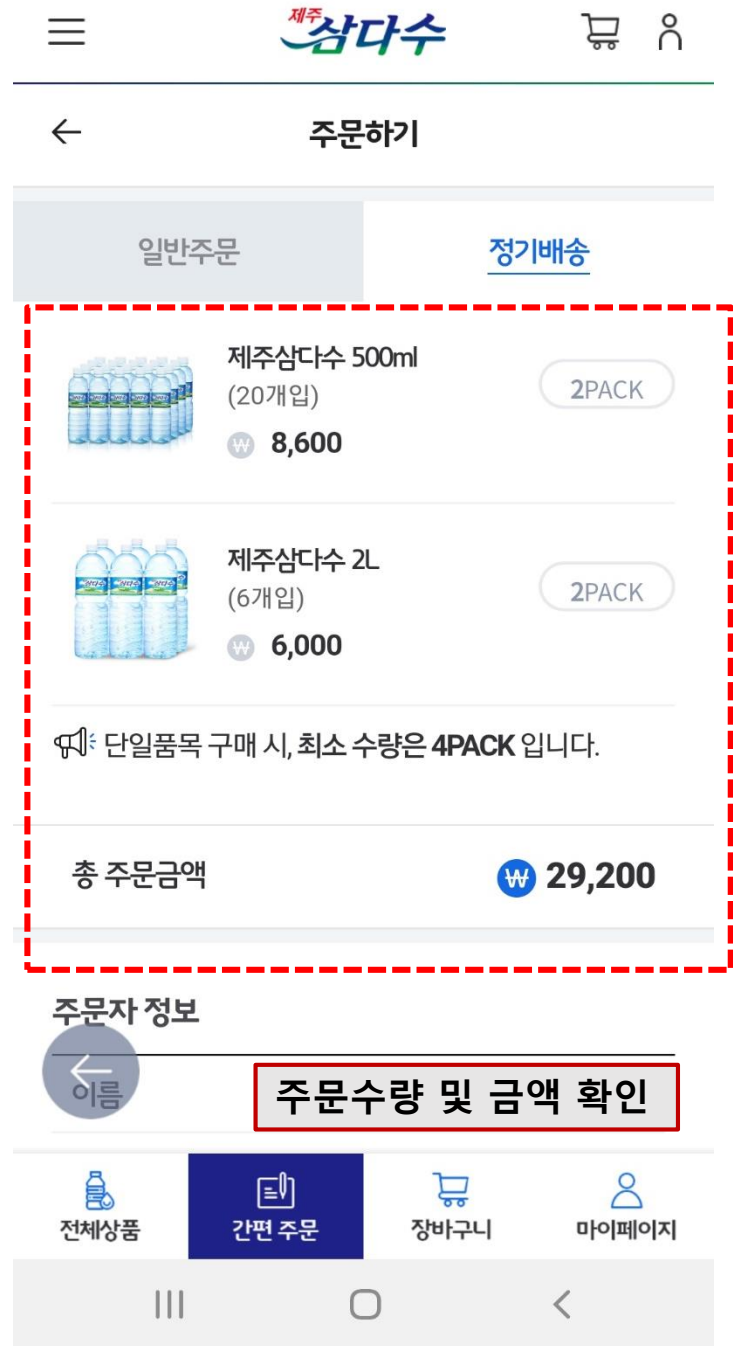 제주
삼다수
주문하기
일반주문
정기배송
제주삼다수 500ml
(20개입)
2PACK
₩ 8,600
제주삼다수 2L
(6개입)
2PACK
₩ 6,000
단일품목 구매 시, 최소 수량은 4PACK 입니다.
총 주문금액
₩ 29,200
주문자 정보
이름
주문수량 및 금액 확인
전체상품
간편 주문
장바구니
마이페이지